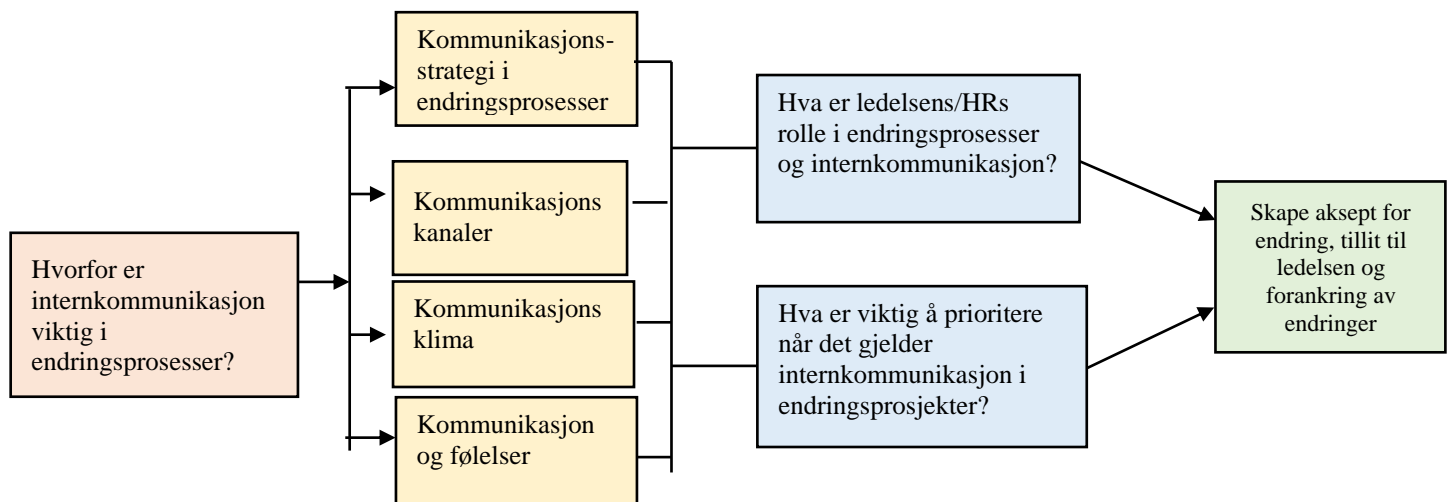 Hvorfor er
internkommunikasjon
viktig i
endringsprosesser?
Kommunikasjons-
strategi i
endringsprosesser
Kommunikasjons
kanaler
Kommunikasjons
klima
Kommunikasjon
og følelser
Hva er ledelsens/HRs
rolle i endringsprosesser
og internkommunikasjon?
Hva er viktig å prioritere
når det gjelder
internkommunikasjon i
endringsprosjekter?
Skape aksept for
endring, tillit til
ledelsen og
forankring av
endringer